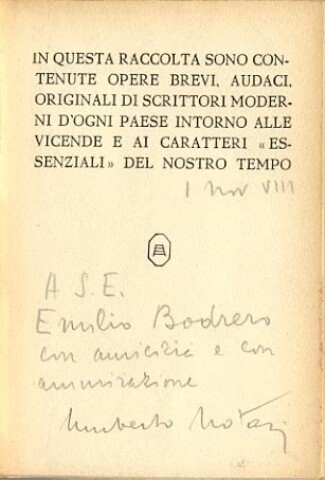 IN QUESTA RACCOLTA SONO CON-
TENUTE OPERE BREVI, AUDACI,
ORIGINALI DI SCRITTORI MODER-
NI D'OGNI PAESE INTORNO ALLE
VICENDE E AI CARATTERI «ES-
SENZIALI» DEL NOSTRO TEMPO
1 Nov VIII
A S.E.
Emilio Bodrero
con amicizia e con
ammirazione
Umberto Notari